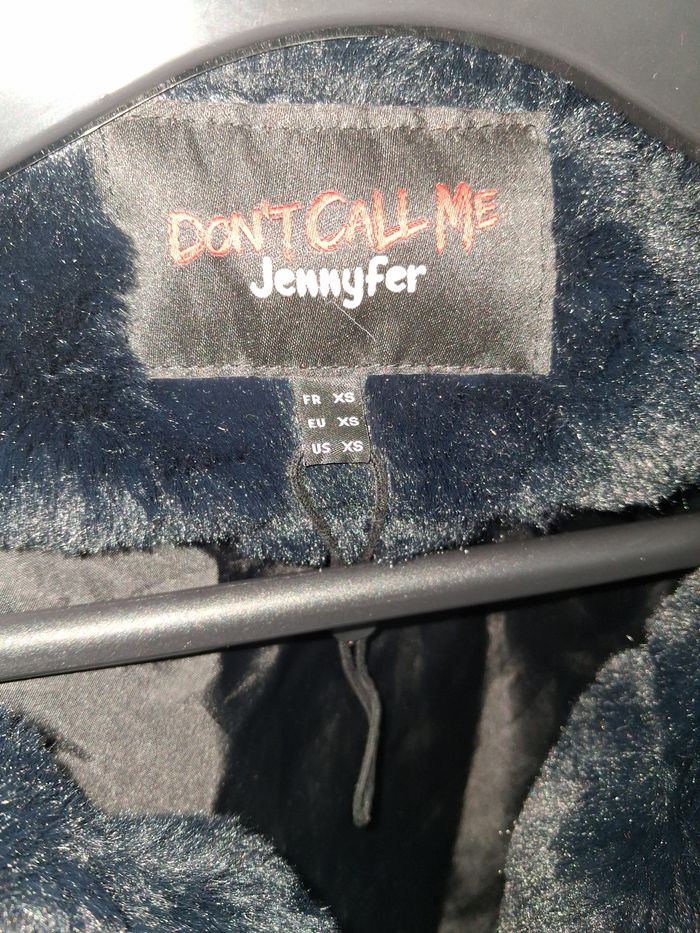 DON'T CALL ME
Jennyfer
FR XS
EU XS
US XS